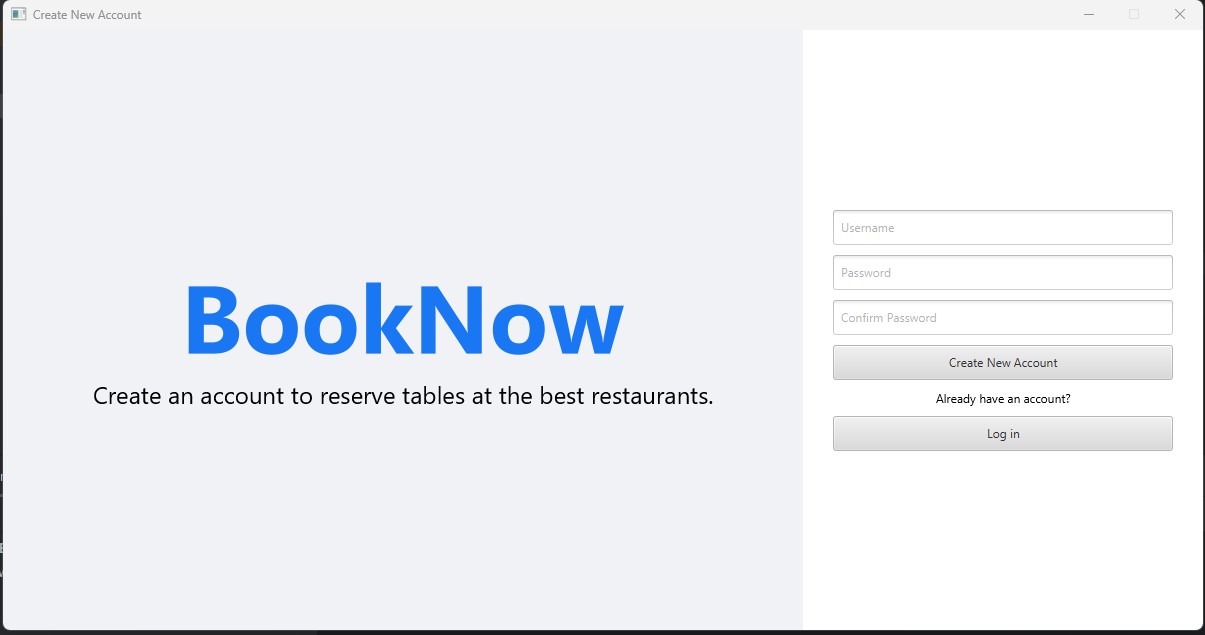 Create New Account
BookNow
Create an account to reserve tables at the best restaurants.
Username
Password
Confirm Password
Create New Account
Already have an account?
Log in